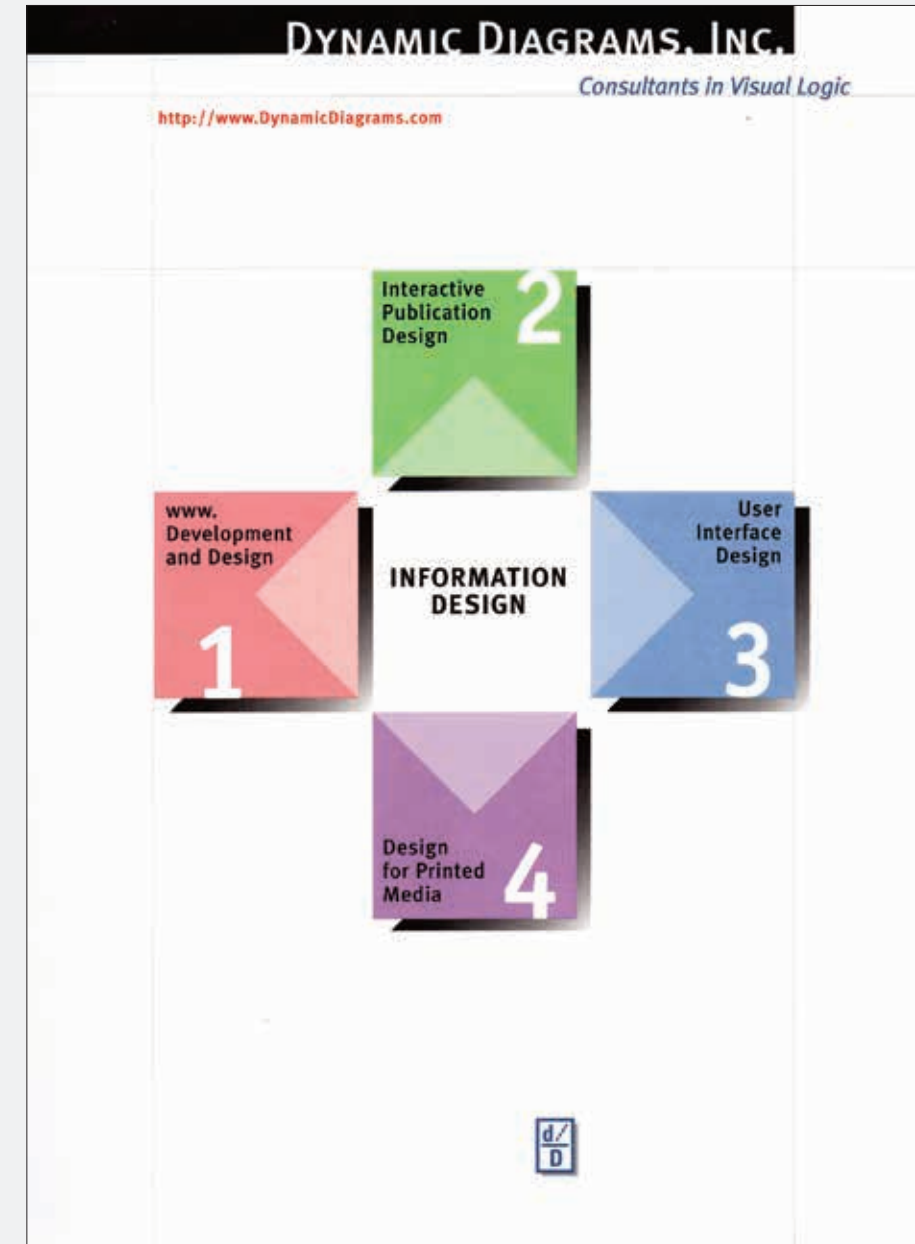 DYNAMIC DIAGRAMS, INC.
Consultants in Visual Logic
http://www.DynamicDiagrams.com
Interactive
Publication
Design
2
www.
Development
and Design
1
INFORMATION
DESIGN
User
Interface
Design
3
Design
for Printed
Media
4
d/
D